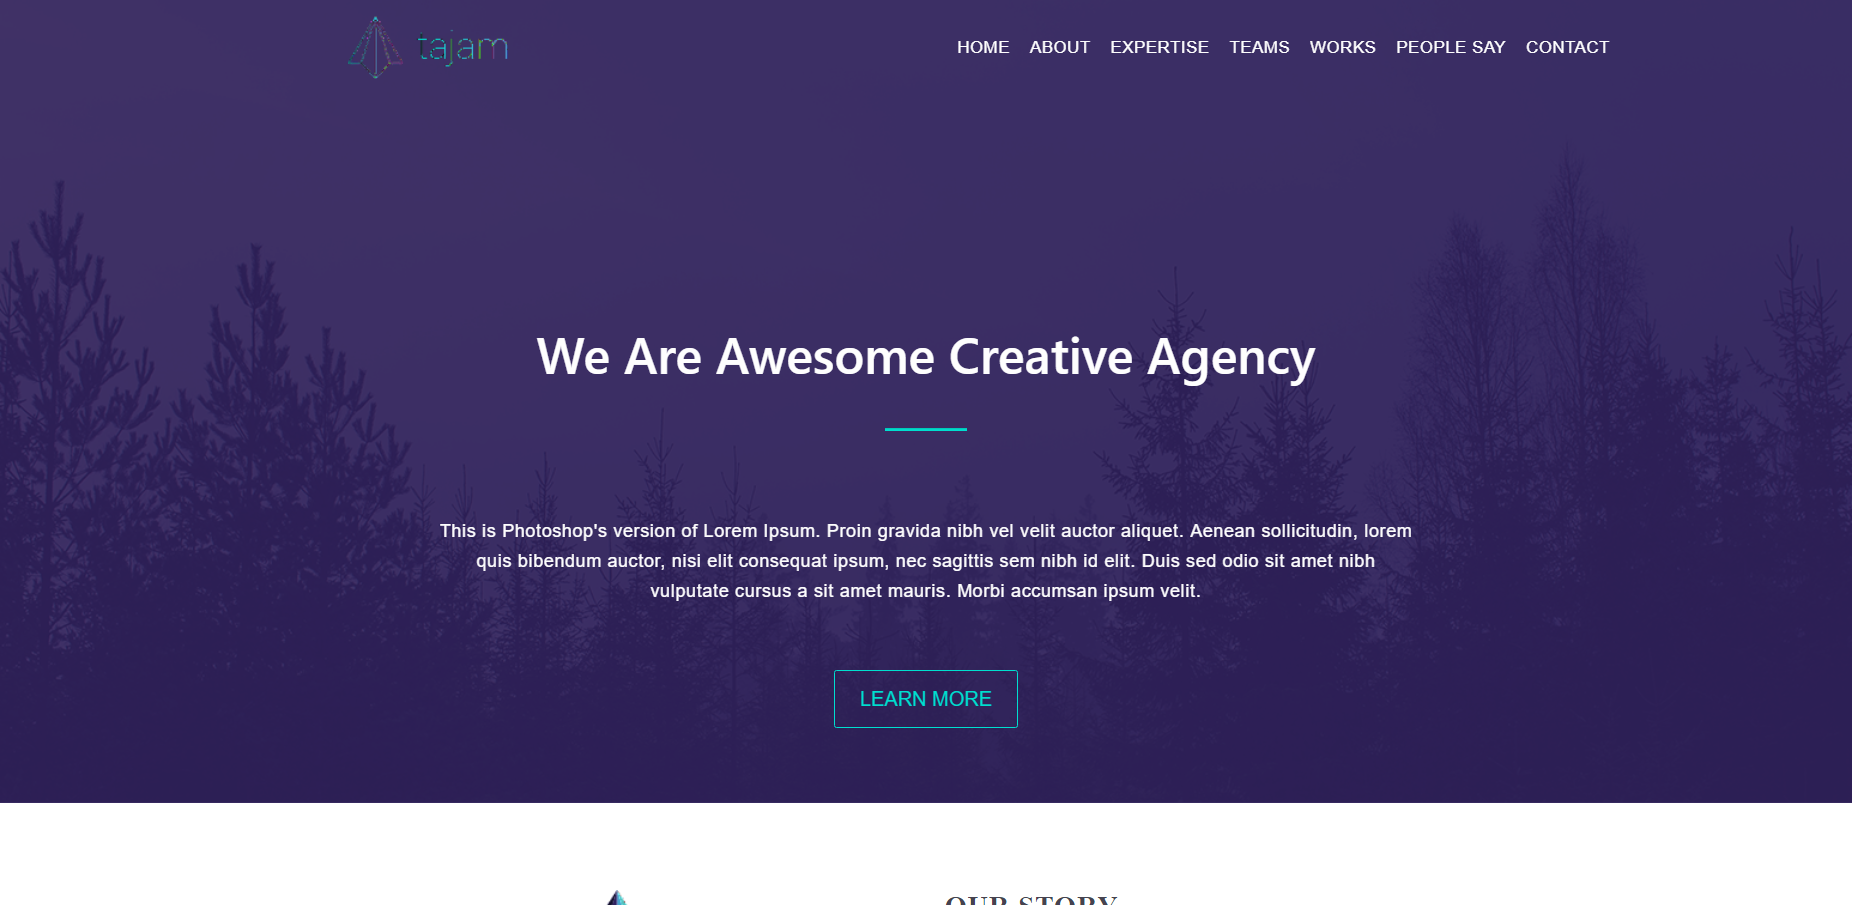 tajam
HOME ABOUT EXPERTISE TEAMS WORKS PEOPLE SAY CONTACT
We Are Awesome Creative Agency
This is Photoshop's version of Lorem Ipsum. Proin gravida nibh vel velit auctor aliquet. Aenean sollicitudin, lorem
quis bibendum auctor, nisi elit consequat ipsum, nec sagittis sem nibh id elit. Duis sed odio sit amet nibh
vulputate cursus a sit amet mauris. Morbi accumsan ipsum velit.
LEARN MORE
OUR STORY